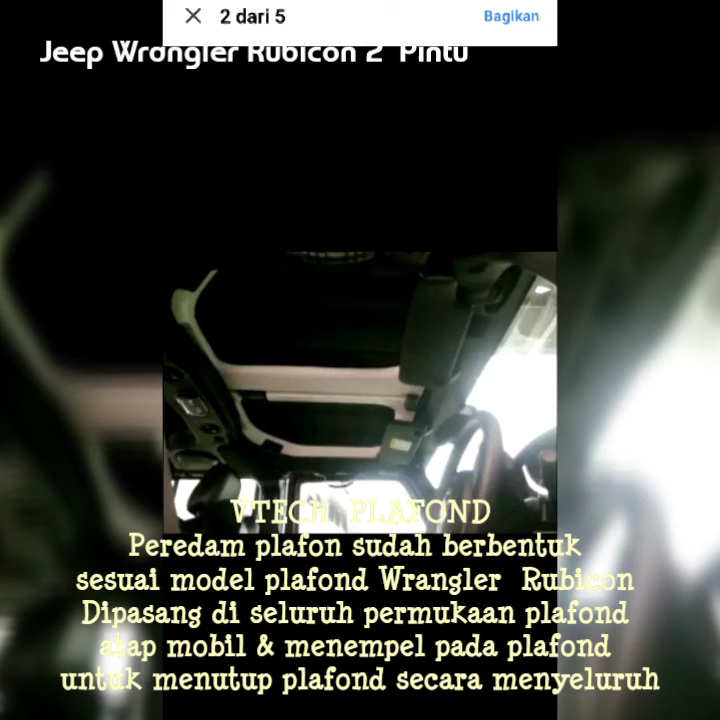 2 dari 5
Bagikan
Jeep Wrangler Rubicon 2 Pintu
VTECH PLAFOND
Peredam plafon sudah berbentuk
sesuai model plafond Wrangler Rubicon
Dipasang di seluruh permukaan plafond
atap mobil & menempel pada plafond
untuk menutup plafond secara menyeluruh